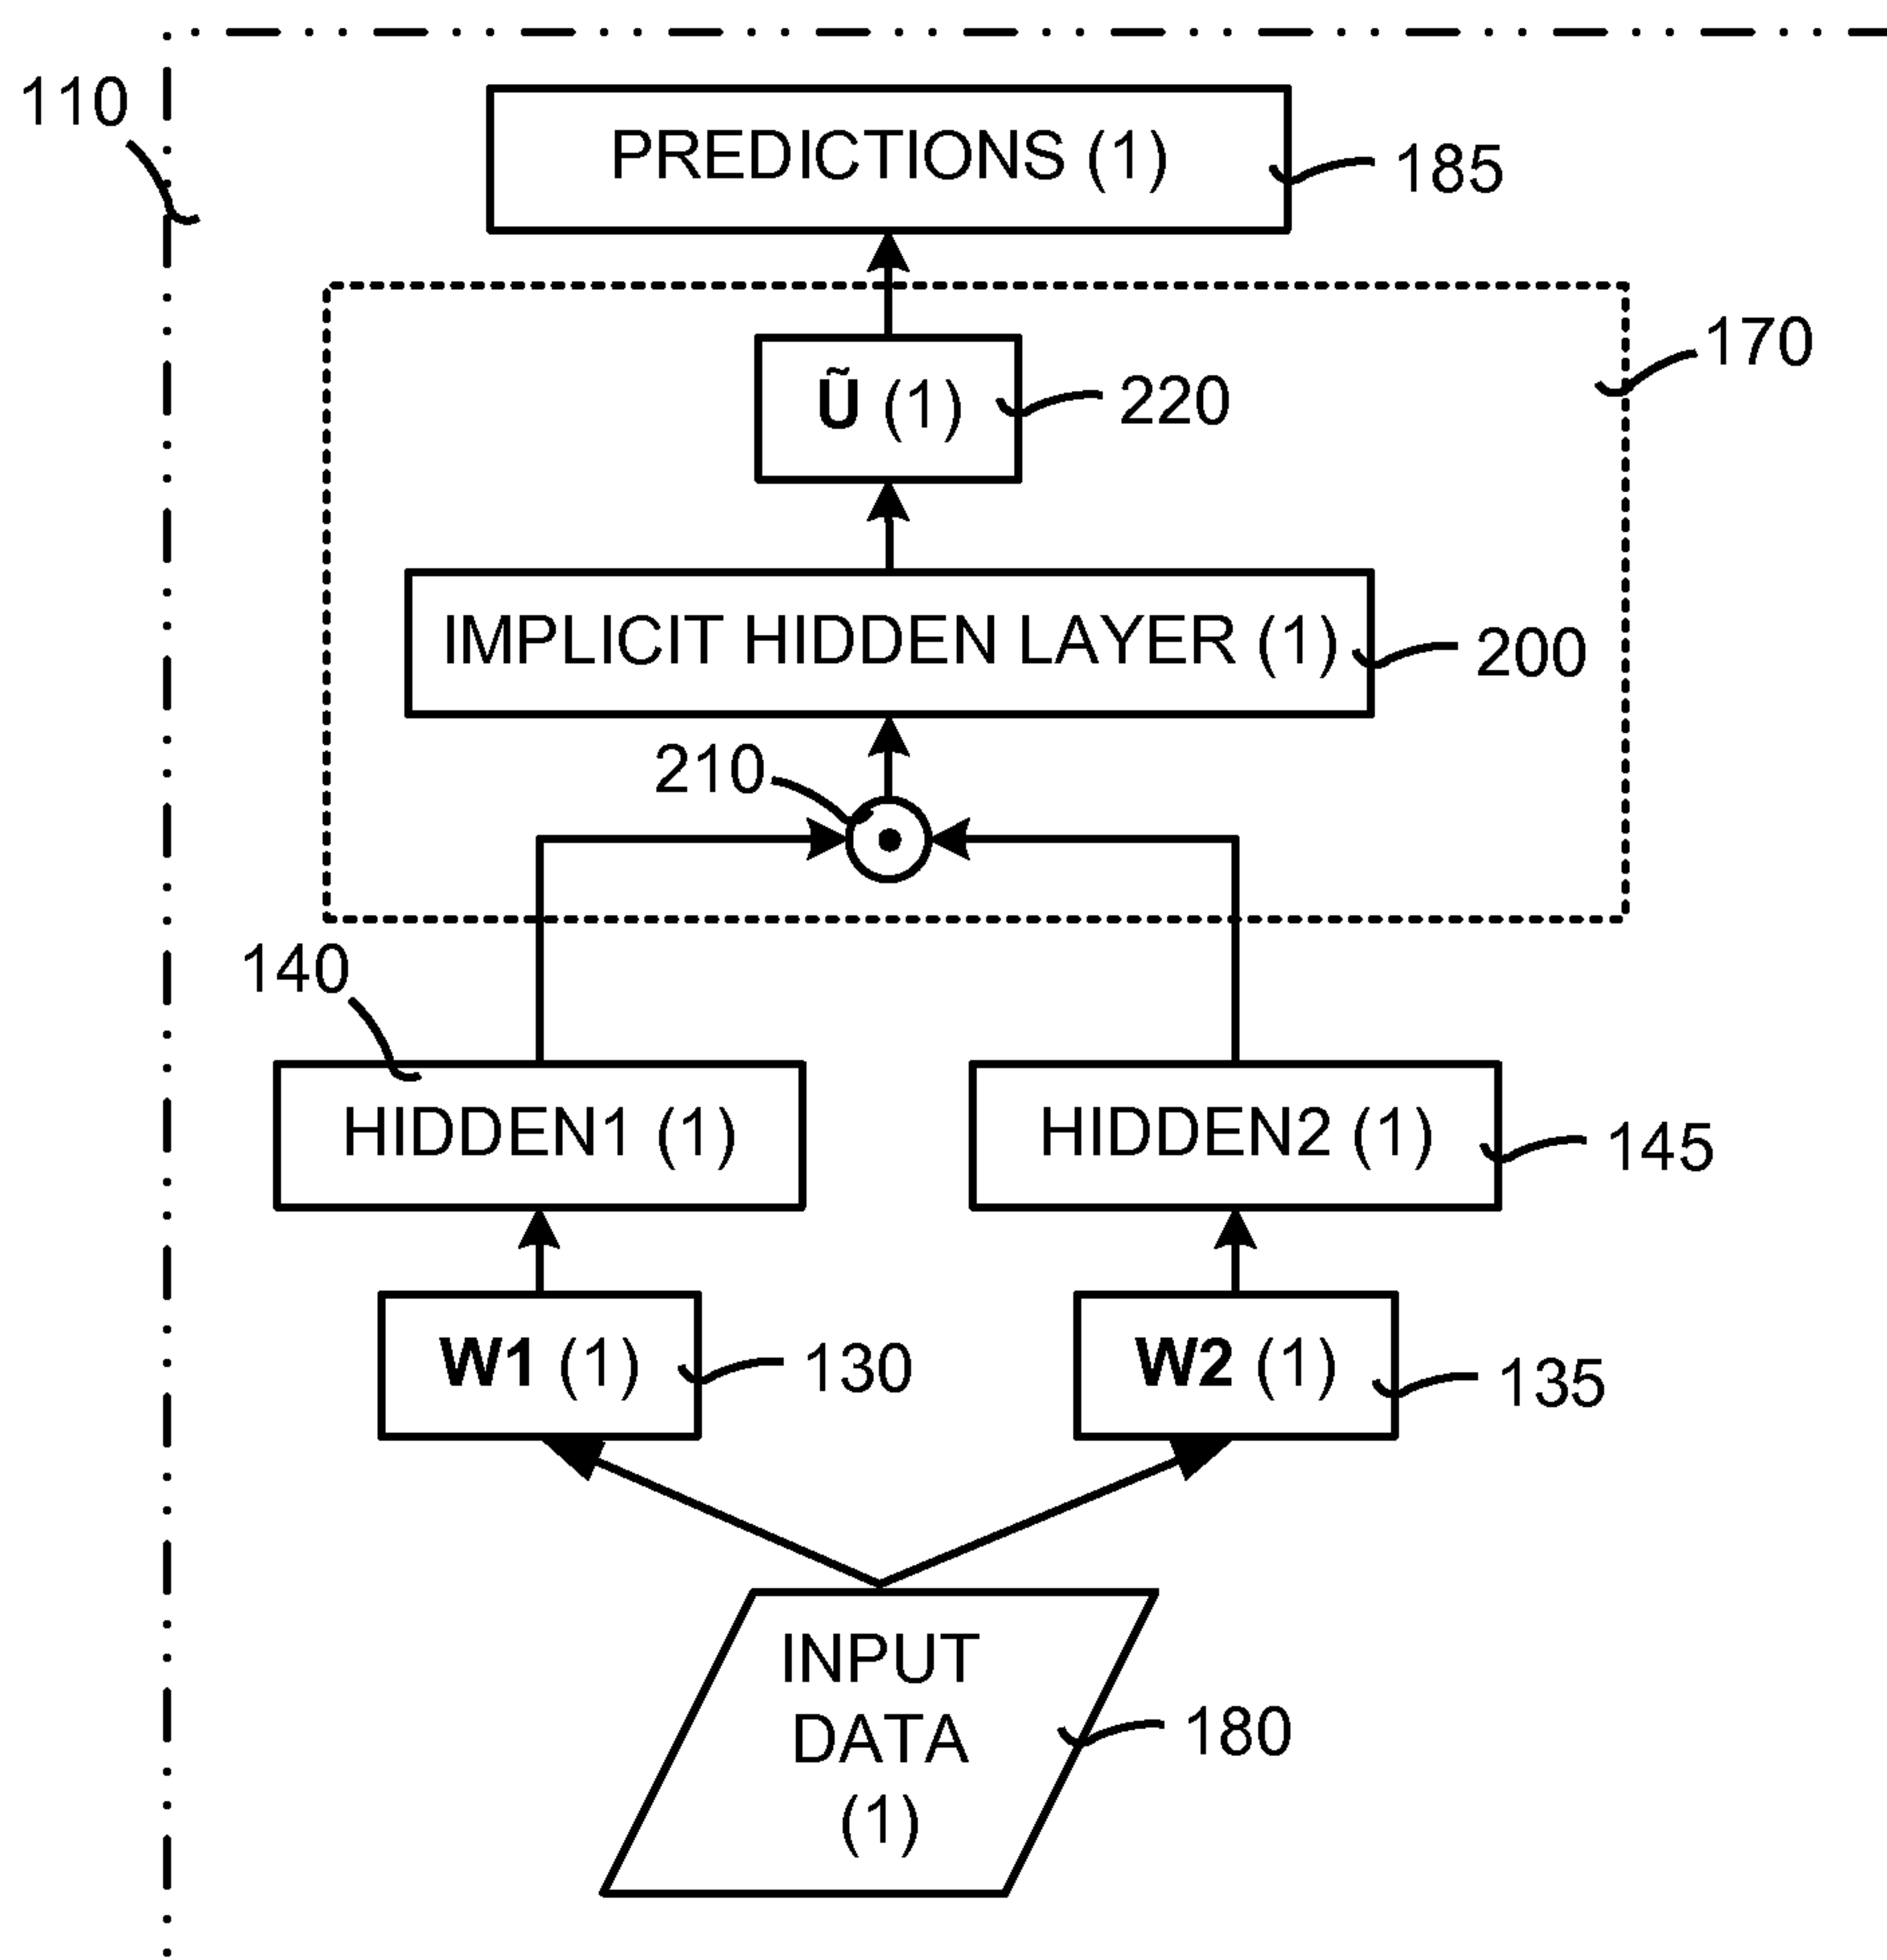 110
PREDICTIONS (1)
185
170
Ũ (1)
220
IMPLICIT HIDDEN LAYER (1)
200
210
140
HIDDEN1 (1)
HIDDEN2 (1)
145
W1 (1)
130
W2 (1)
135
INPUT
DATA
(1)
180